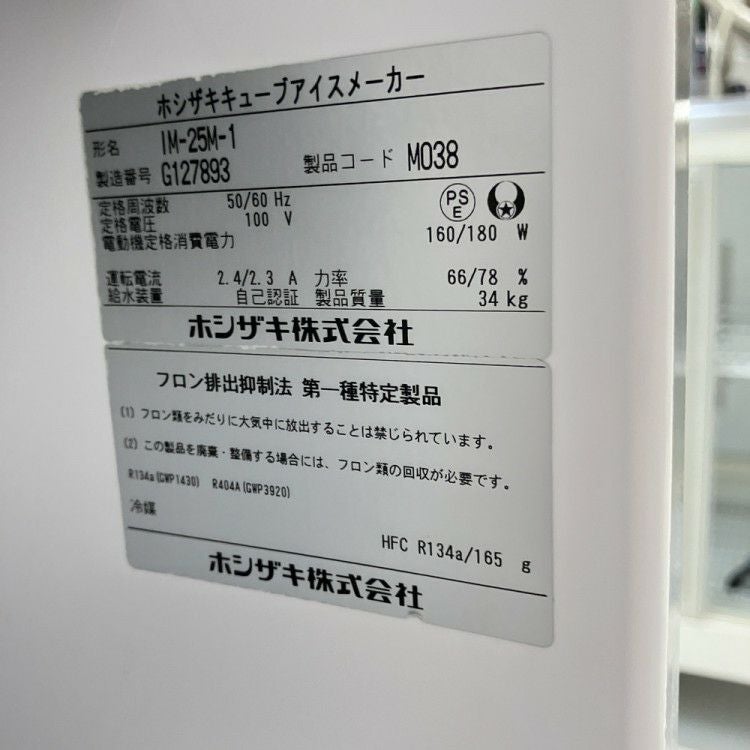 ホシザキキューブアイスメーカー
形名 IM-25M-1
製造番号 G127893 製品コード M038
定格周波数 50/60 Hz
定格電圧 100 V
電動機定格消費電力 160/180 W
PS
E
運転電流 2.4/2.3 A 力率 66/78 %
給水装置 自己認証 製品質量 34 kg
ホシザキ株式会社
フロン排出抑制法 第一種特定製品
(1) フロン類をみだりに大気中に放出することは禁じられています。
(2) この製品を廃棄・整備する場合には、フロン類の回収が必要です。
R134a(GWP1430) R404A(GWP3920)
冷媒 HFC R134a/165 g
ホシザキ株式会社